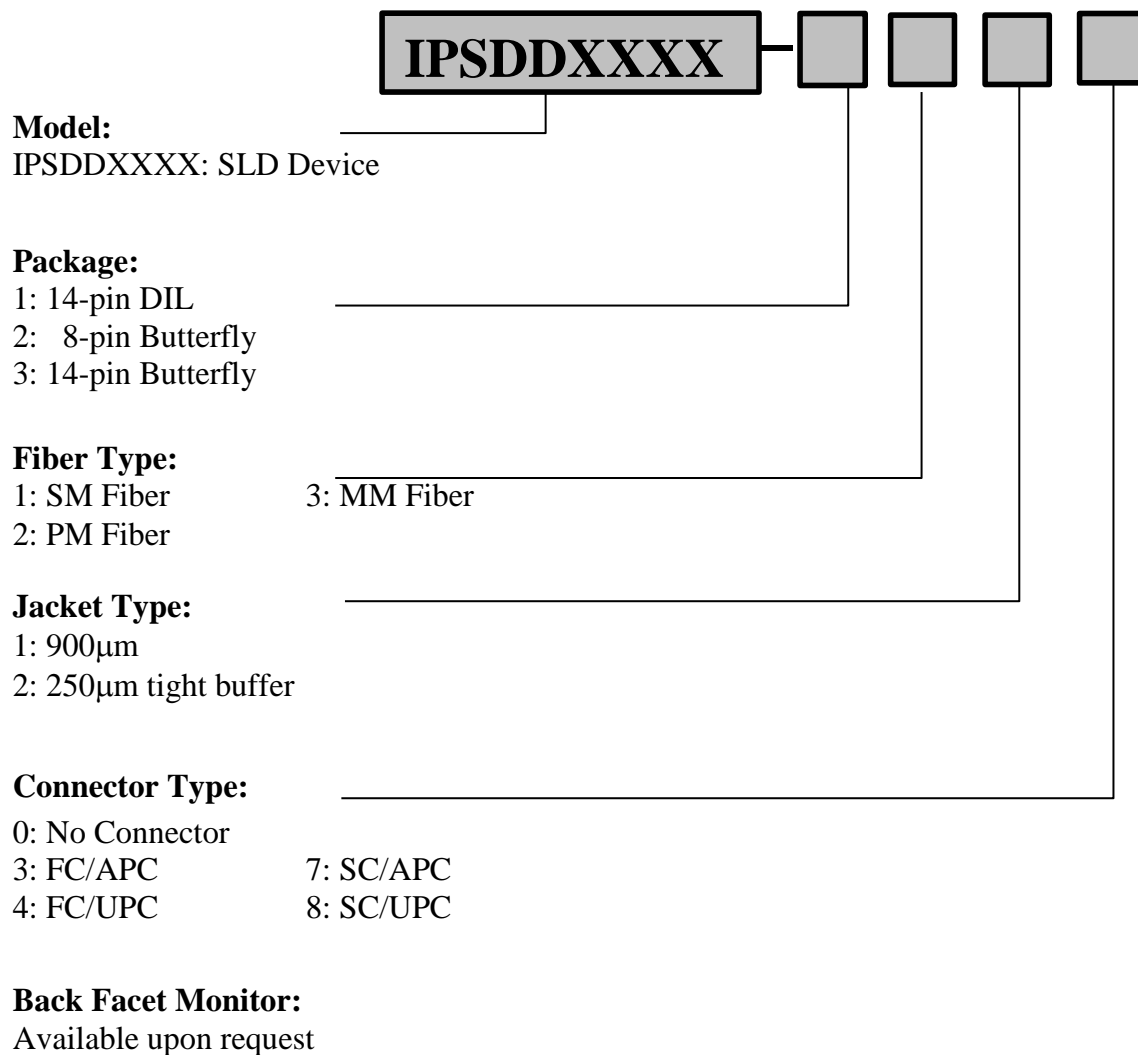 IPSDDXXXX
Model:
IPSDDXXXX: SLD Device
Package:
1: 14-pin DIL
2: 8-pin Butterfly
3: 14-pin Butterfly
Fiber Type:
1: SM Fiber 3: MM Fiber
2: PM Fiber
Jacket Type:
1: 900μm
2: 250μm tight buffer
Connector Type:
0: No Connector
3: FC/APC 7: SC/APC
4: FC/UPC 8: SC/UPC
Back Facet Monitor:
Available upon request